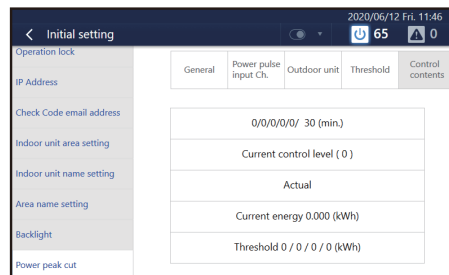 2020/06/12 Fri. 11:46
Initial setting
65
0
Operation lock
IP Address
Check Code email address
Indoor unit area setting
Indoor unit name setting
Area name setting
Backlight
Power peak cut
General
Power pulse
input Ch.
Outdoor unit
Threshold
Control
contents
0/0/0/0/0/ 30 (min.)
Current control level ( 0 )
Actual
Current energy 0.000 (kWh)
Threshold 0 / 0 / 0 / 0 (kWh)